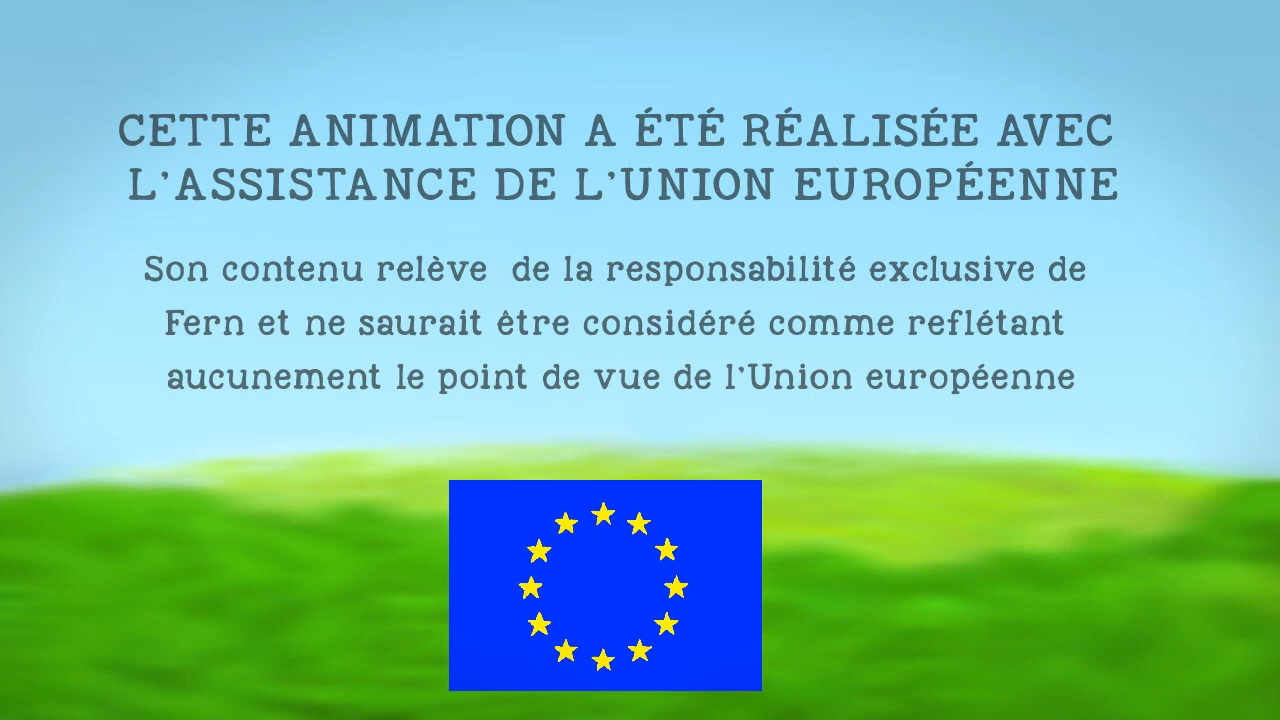 CETTE ANIMATION A ÉTÉ RÉALISÉE AVEC
L'ASSISTANCE DE L'UNION EUROPÉENNE
Son contenu relève de la responsabilité exclusive de
Fern et ne saurait être considéré comme reflétant
aucunement le point de vue de l'Union européenne